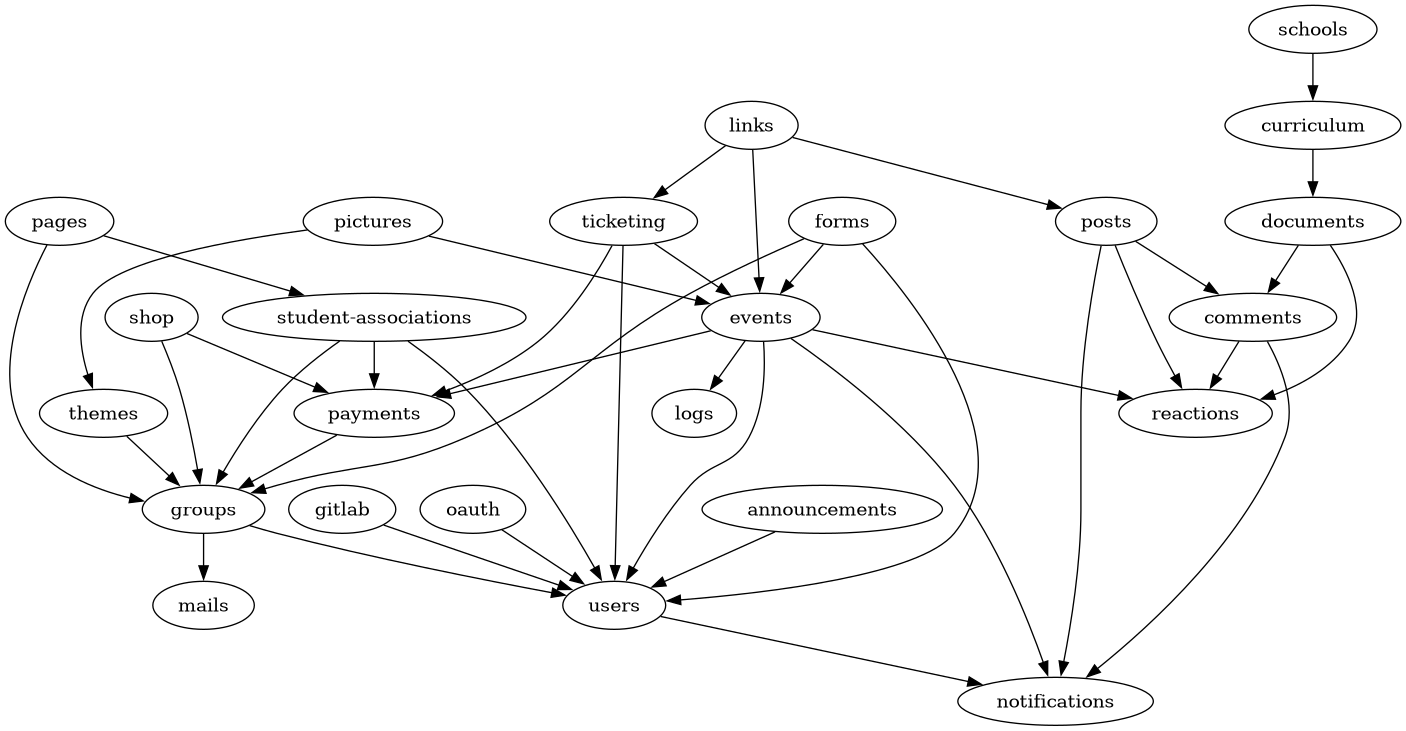 schools
links
curriculum
pages
pictures
ticketing
forms
posts
documents
shop
student-associations
events
comments
themes
payments
logs
reactions
groups
gitlab
oauth
announcements
mails
users
notifications